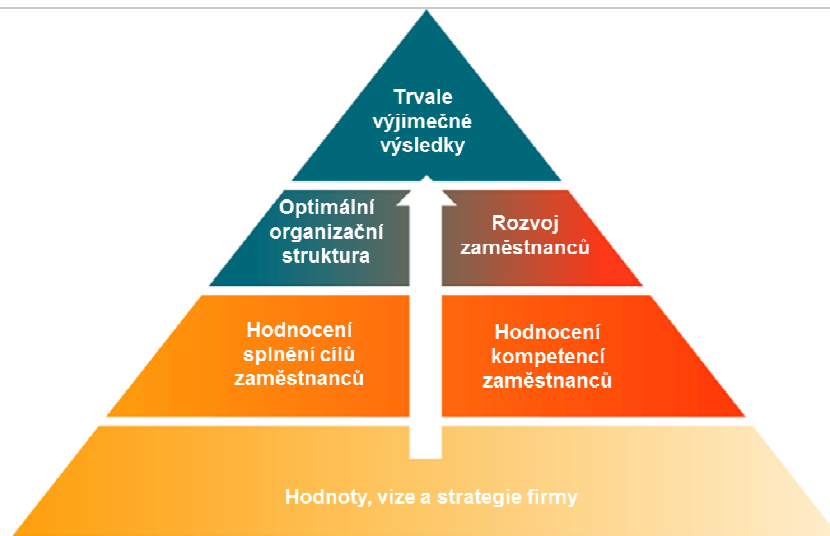 Trvale
výjimečné
výsledky
Optimální
organizační
struktura
Rozvoj
zaměstnanců
Hodnocení
splnění cílů
zaměstnanců
Hodnocení
kompetencí
zaměstnanců
Hodnoty, vize a strategie firmy